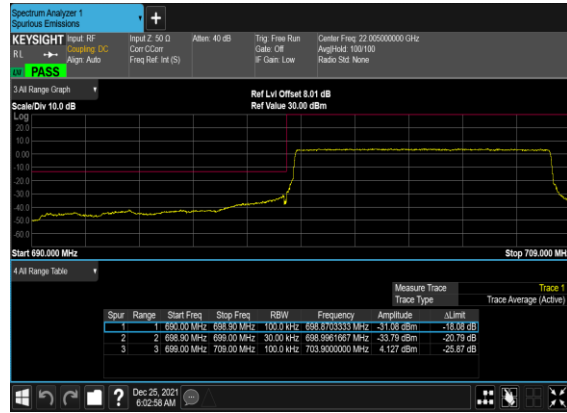 Spectrum Analyzer 1
Spurious Emissions
+
KEYSIGHT Input: RF Input Z: 50 Ω Atten: 40 dB Trig: Free Run Center Freq: 22.005000000 GHz
RL Coupling: DC Corr CCorr Gate: Off Avg|Hold: 100/100
Align: Auto Freq Ref: Int (S) IF Gain: Low Radio Std: None
PASS
3 All Range Graph Ref Lvl Offset 8.01 dB
Scale/Div 10.0 dB Ref Value 30.00 dBm
Log
20.0
10.0
0.00
-10.0
-20.0
-30.0
-40.0
-50.0
-60.0
Start 690.000 MHz Stop 709.000 MH
4 All Range Table
Measure Trace Trace 1
Trace Type Trace Average (Active)
Spur Range Start Freq Stop Freq RBW Frequency Amplitude ΔLimit
1 1 690.00 MHz 698.90 MHz 100.0 kHz 698.8703333 MHz -31.08 dBm -18.08 dB
2 2 698.90 MHz 699.00 MHz 30.00 kHz 698.9961667 MHz -33.79 dBm -20.79 dB
3 3 699.00 MHz 709.00 MHz 100.0 kHz 703.9000000 MHz 4.127 dBm -25.87 dB
? Dec 25, 2021
6:02:58 AM